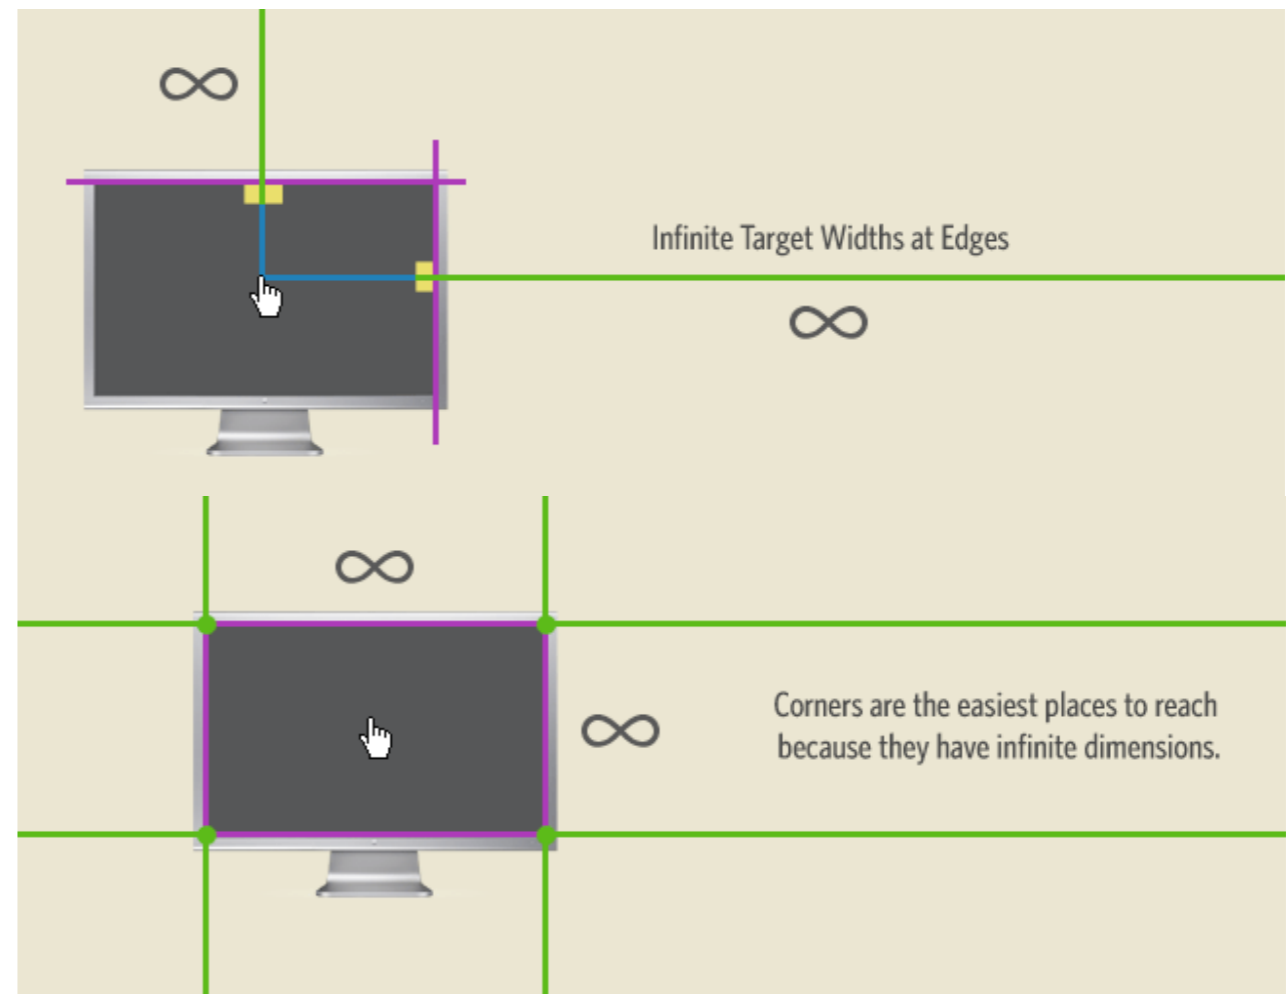 ∞
Infinite Target Widths at Edges
∞
∞
∞
Corners are the easiest places to reach
because they have infinite dimensions.